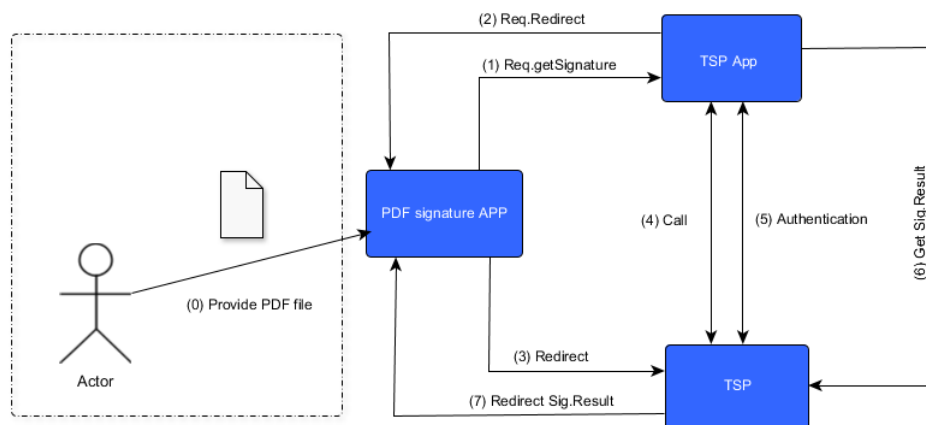 (2) Req.Redirect
(1) Req.getSignature
TSP App
PDF signature APP
(4) Call
(5) Authentication
(6) Get Sig.Result
(0) Provide PDF file
Actor
(3) Redirect
TSP
(7) Redirect Sig.Result